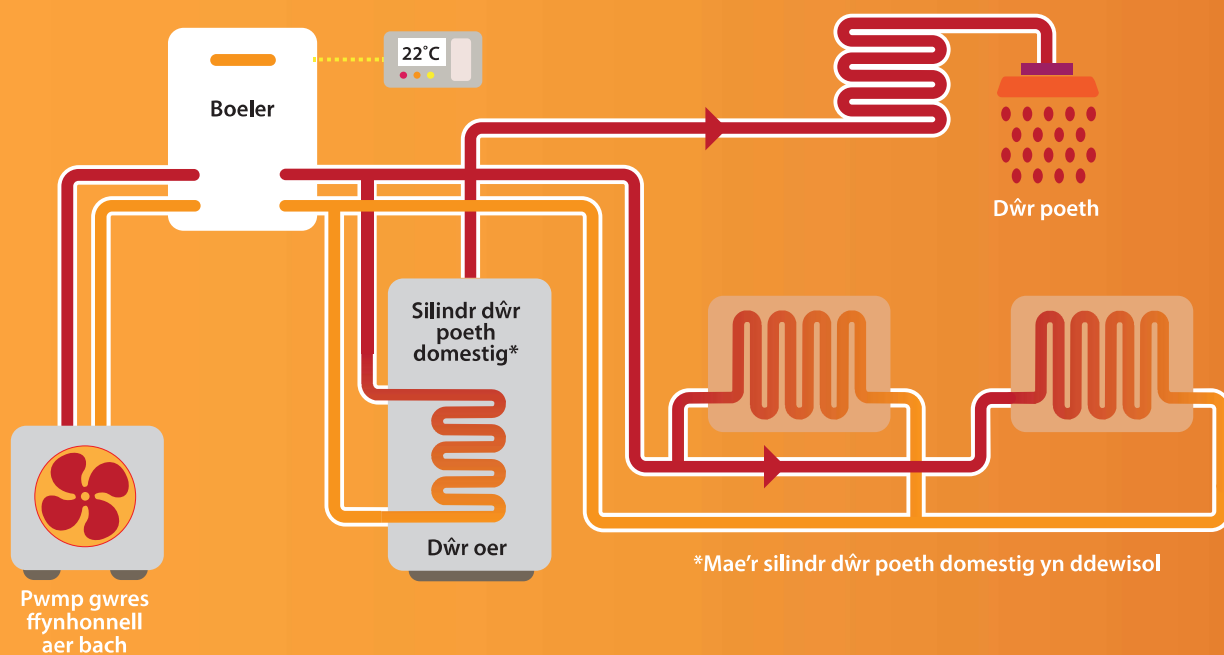 22°C
Boeler
Dŵr poeth
Silindr dŵr
poeth
domestig*
Dŵr oer
*Mae’r silindr dŵr poeth domestig yn ddewisol
Pwmp gwres
ffynhonnell
aer bach